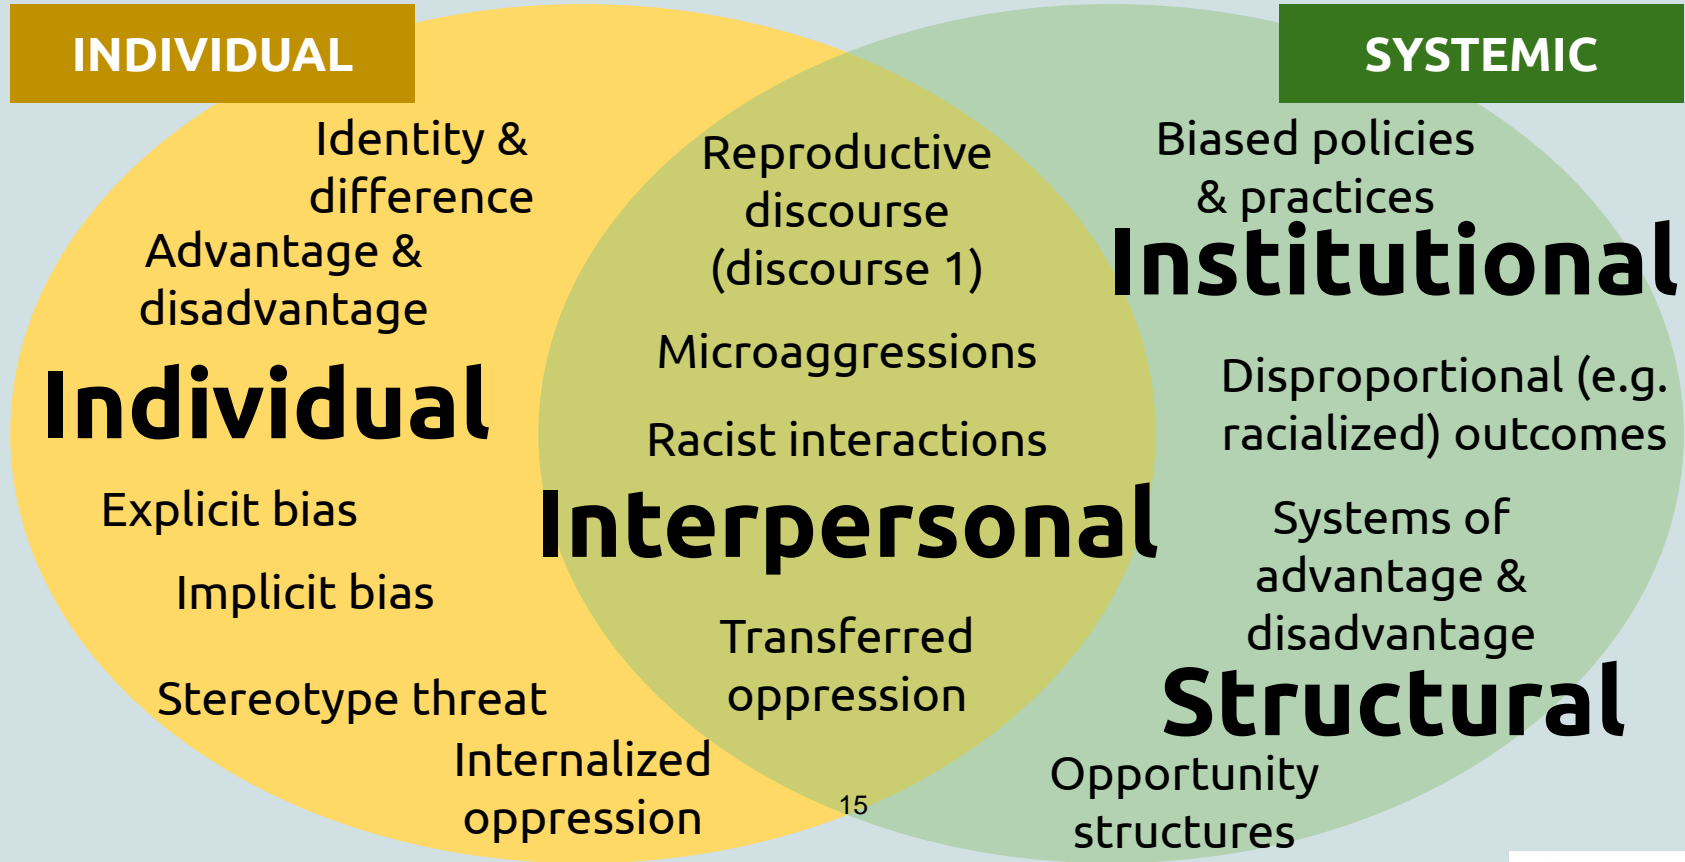 INDIVIDUAL
SYSTEMIC
Identity &
difference
Advantage &
disadvantage
Individual
Explicit bias
Implicit bias
Stereotype threat
Internalized
oppression
Reproductive
discourse
(discourse 1)
Microaggressions
Racist interactions
Interpersonal
Transferred
oppression
15
Biased policies
& practices
Institutional
Disproportional (e.g.
racialized) outcomes
Systems of
advantage &
disadvantage
Structural
Opportunity
structures